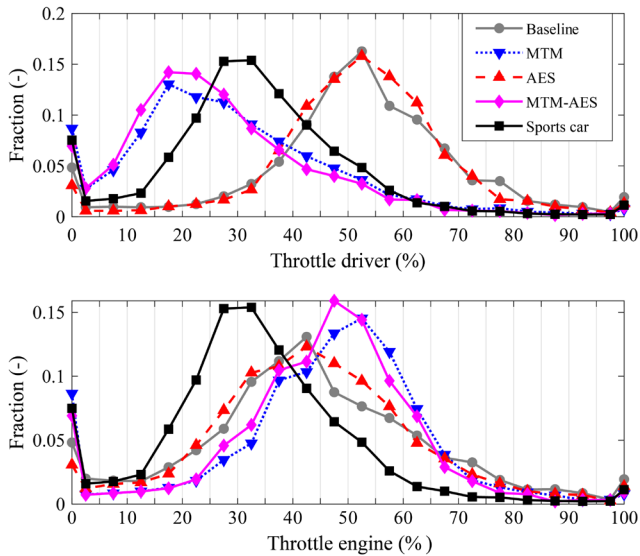 0.2
0.15
0.1
0.05
0
Fraction (-)
Baseline
MTM
AES
MTM-AES
Sports car
0 10 20 30 40 50 60 70 80 90 100
Throttle driver (%)
0.15
0.1
0.05
0
Fraction (-)
0 10 20 30 40 50 60 70 80 90 100
Throttle engine (%)